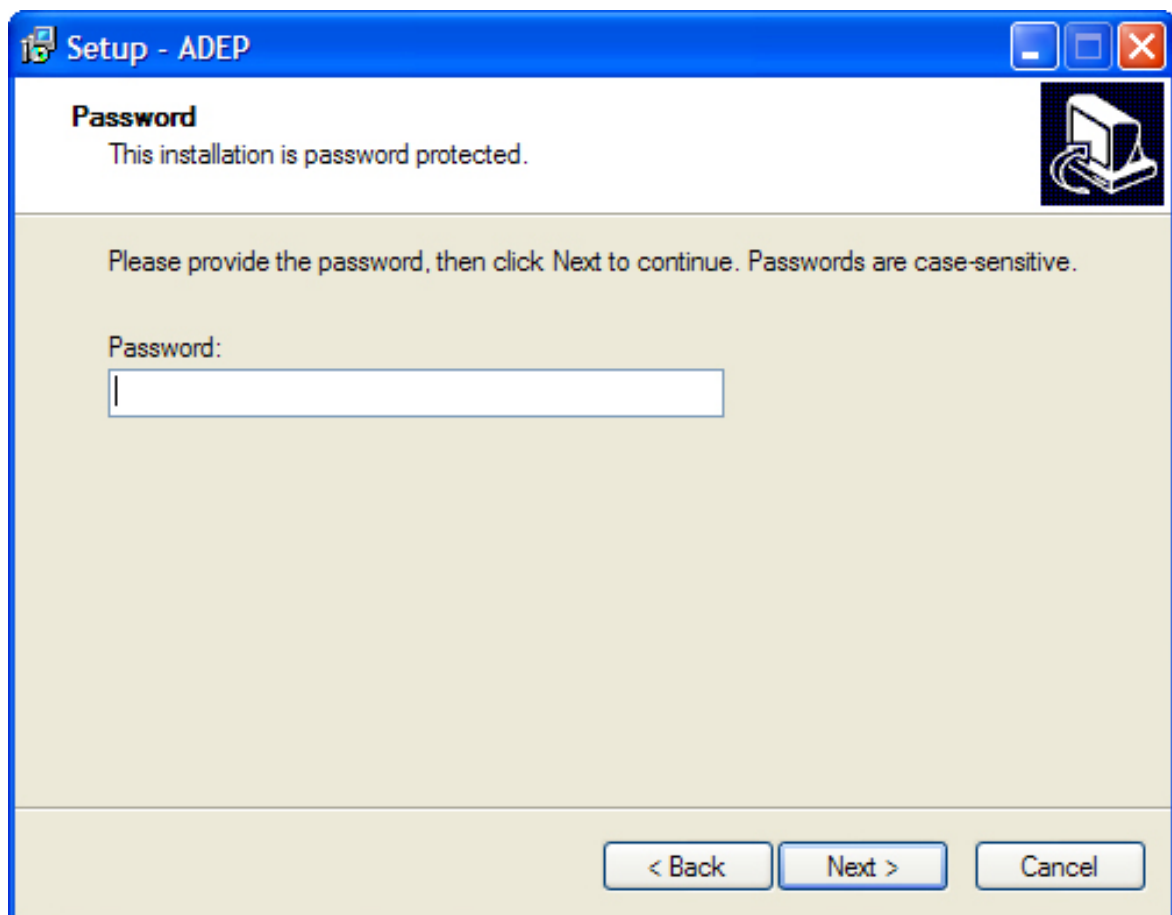 Setup - ADEP
Password
This installation is password protected.
Please provide the password, then click Next to continue. Passwords are case-sensitive.
Password:
< Back
Next >
Cancel